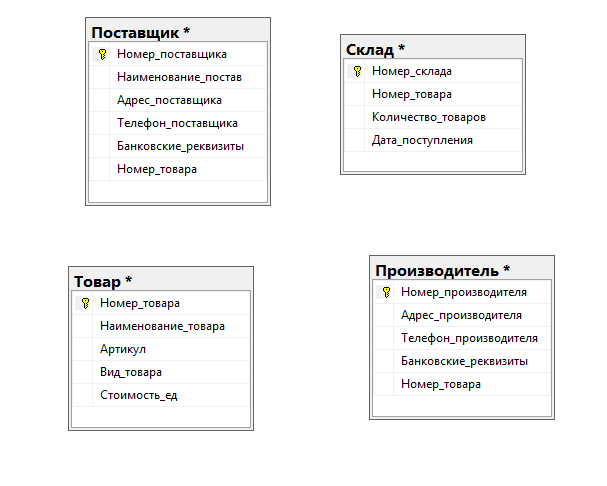 Поставщик *
Номер_поставщика
Наименование_постав
Адрес_поставщика
Телефон_поставщика
Банковские_реквизиты
Номер_товара
Склад *
Номер_склада
Номер_товара
Количество_товаров
Дата_поступления
Товар *
Номер_товара
Наименование_товара
Артикул
Вид_товара
Стоимость_ед
Производитель *
Номер_производителя
Адрес_производителя
Телефон_производителя
Банковские_реквизиты
Номер_товара